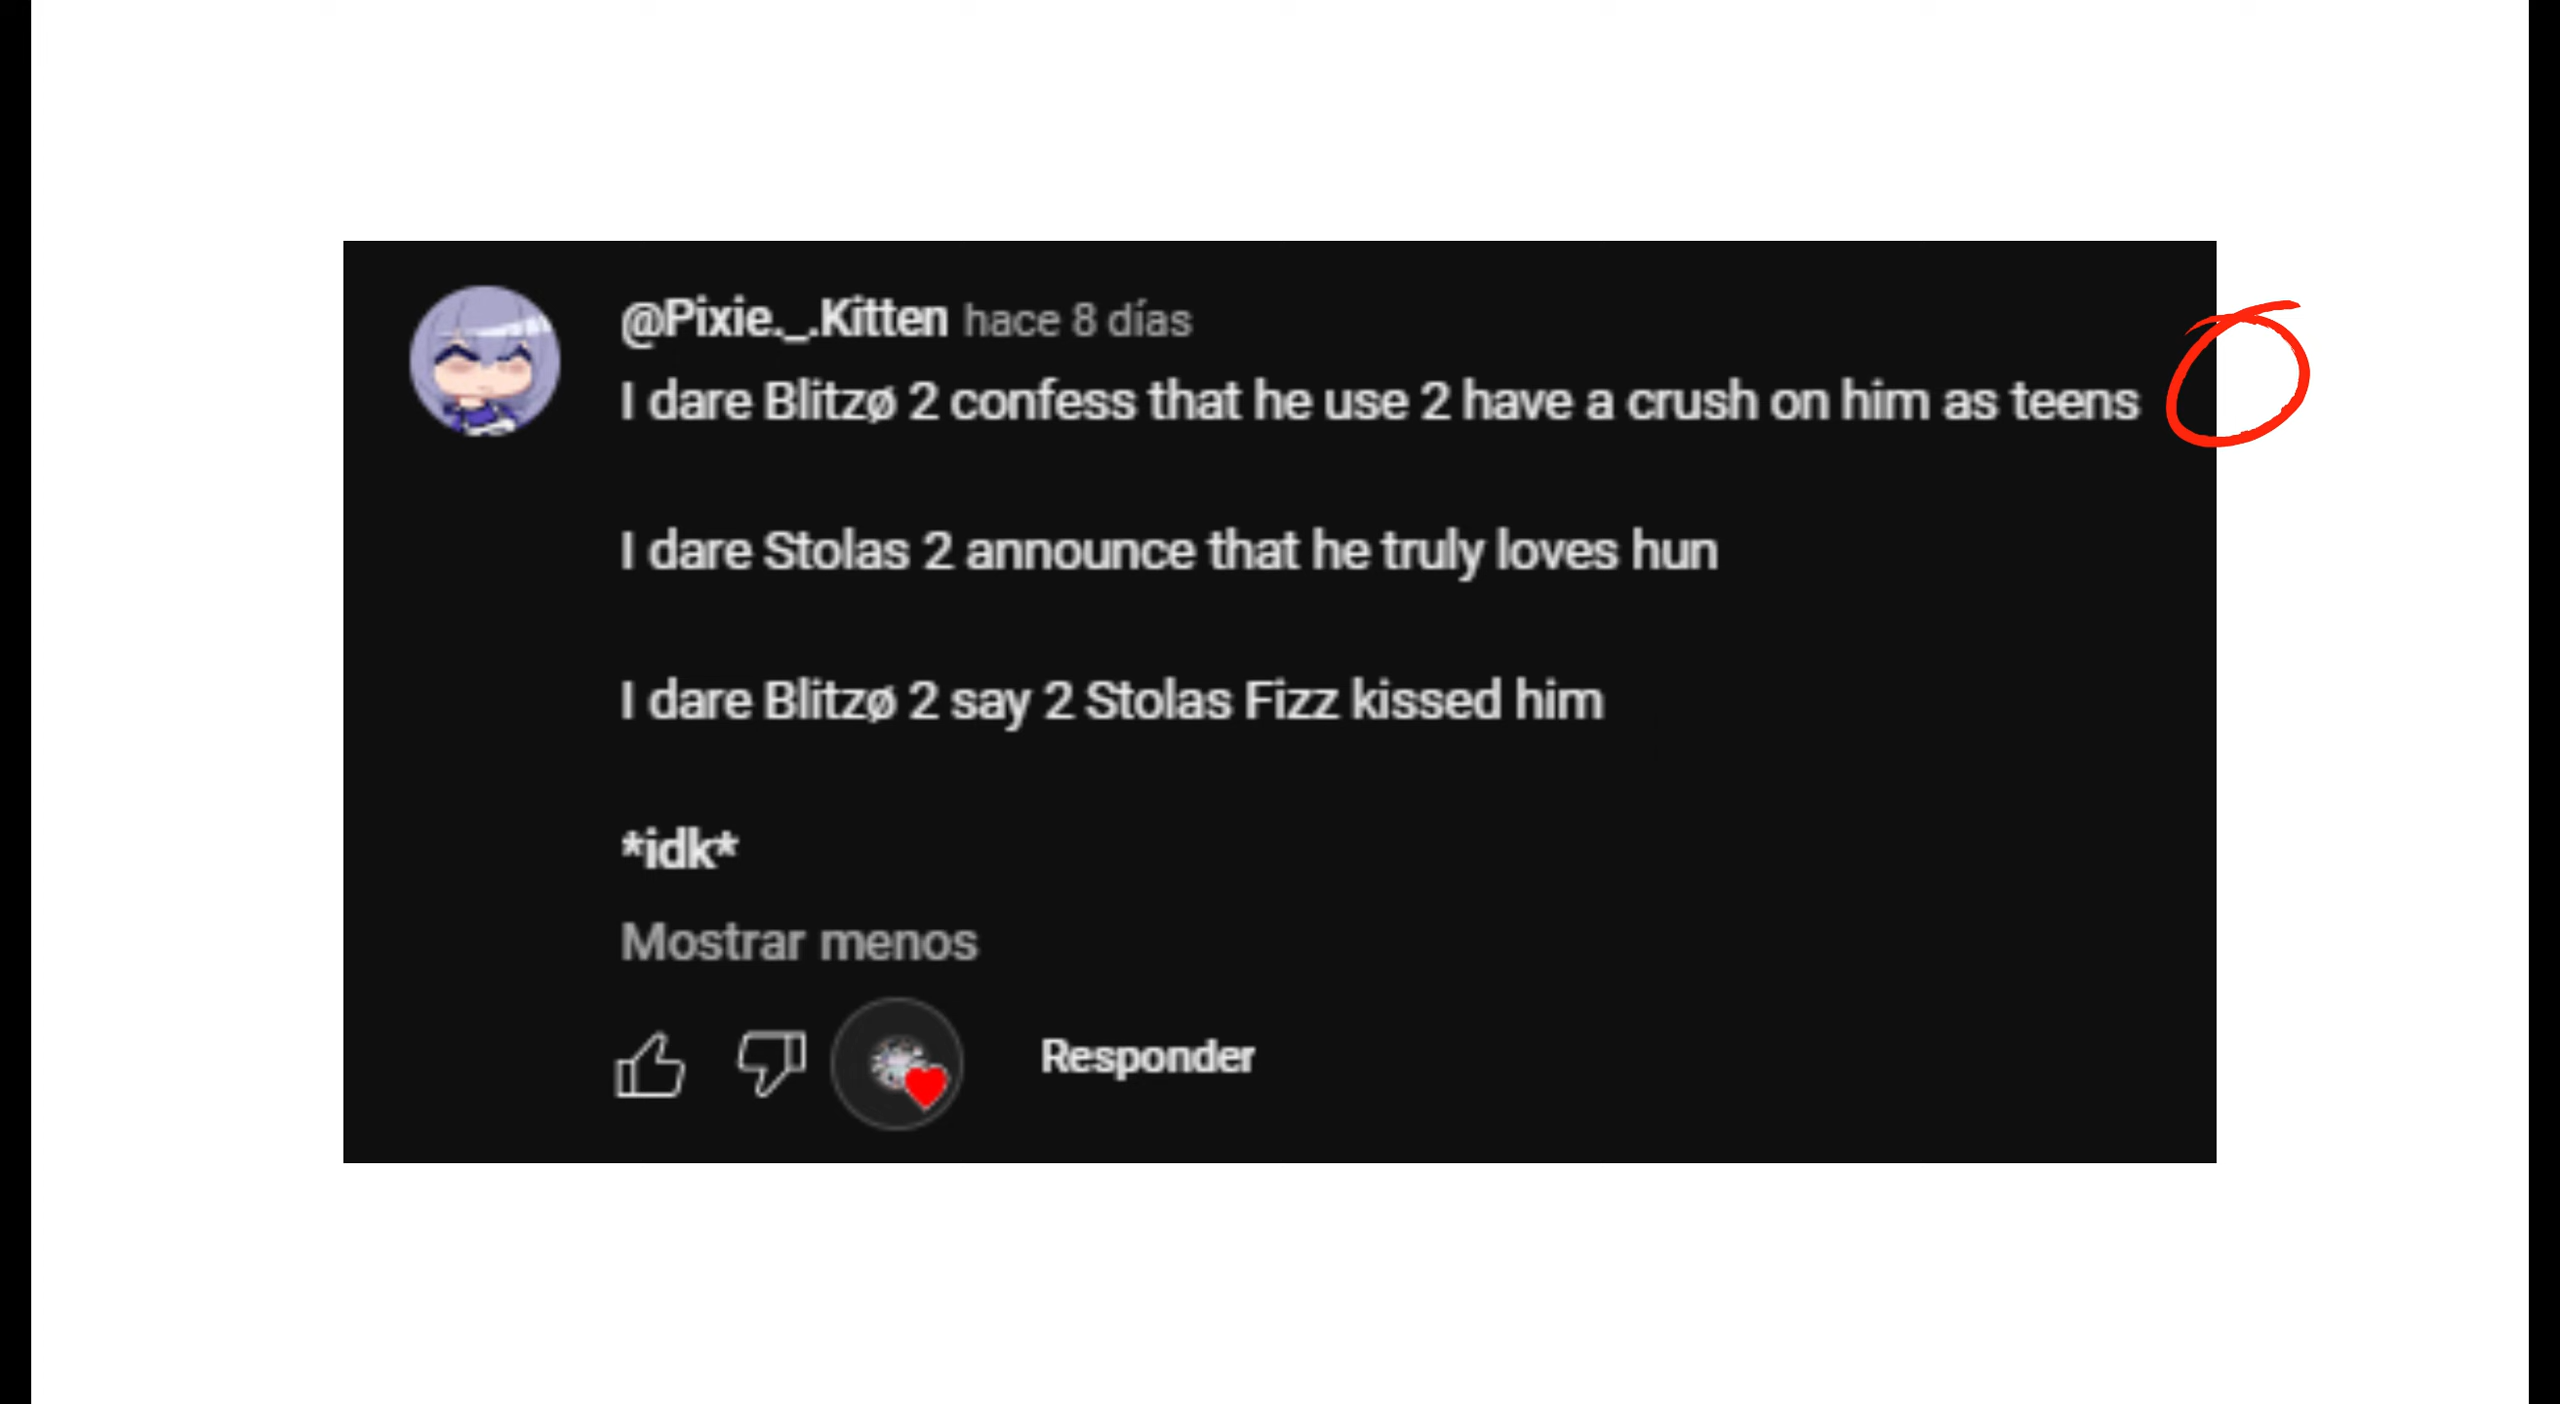 @Pixie._.Kitten hace 8 días
I dare Blitzø 2 confess that he use 2 have a crush on him as teens
I dare Stolas 2 announce that he truly loves hun
I dare Blitzø 2 say 2 Stolas Fizz kissed him
*idk*
Mostrar menos
Responder